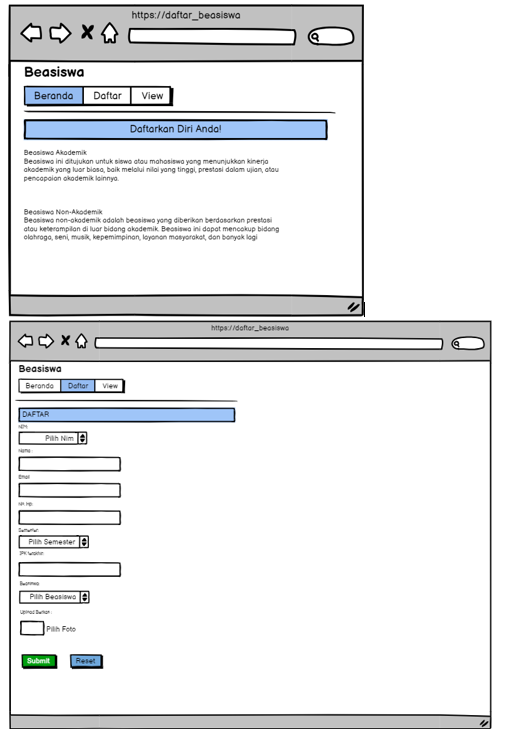 https://daftar_beasiswa
Beasiswa
Beranda Daftar View
Daftarkan Diri Anda!
Beasiswa Akademik
Beasiswa ini ditujukan untuk siswa atau mahasiswa yang menunjukkan kinerja
akademik yang luar biasa, baik melalui nilai yang tinggi, prestasi dalam ujian, atau
pencapaian akademik lainnya.
Beasiswa Non-Akademik
Beasiswa non-akademik adalah beasiswa yang diberikan berdasarkan prestasi
atau keterampilan di luar bidang akademik. Beasiswa ini dapat mencakup bidang
olahraga, seni, musik, kepemimpinan, layanan masyarakat, dan banyak lagi
https://daftar_beasiswa
Beasiswa
Beranda Daftar View
DAFTAR
NIM:
Pilih Nim
Nama :
Email:
No Hp:
Semester:
Pilih Semester
IPK terakhir
Beasiswa:
Pilih Beasiswa
Upload Berkas :
Pilih Foto
Submit Reset